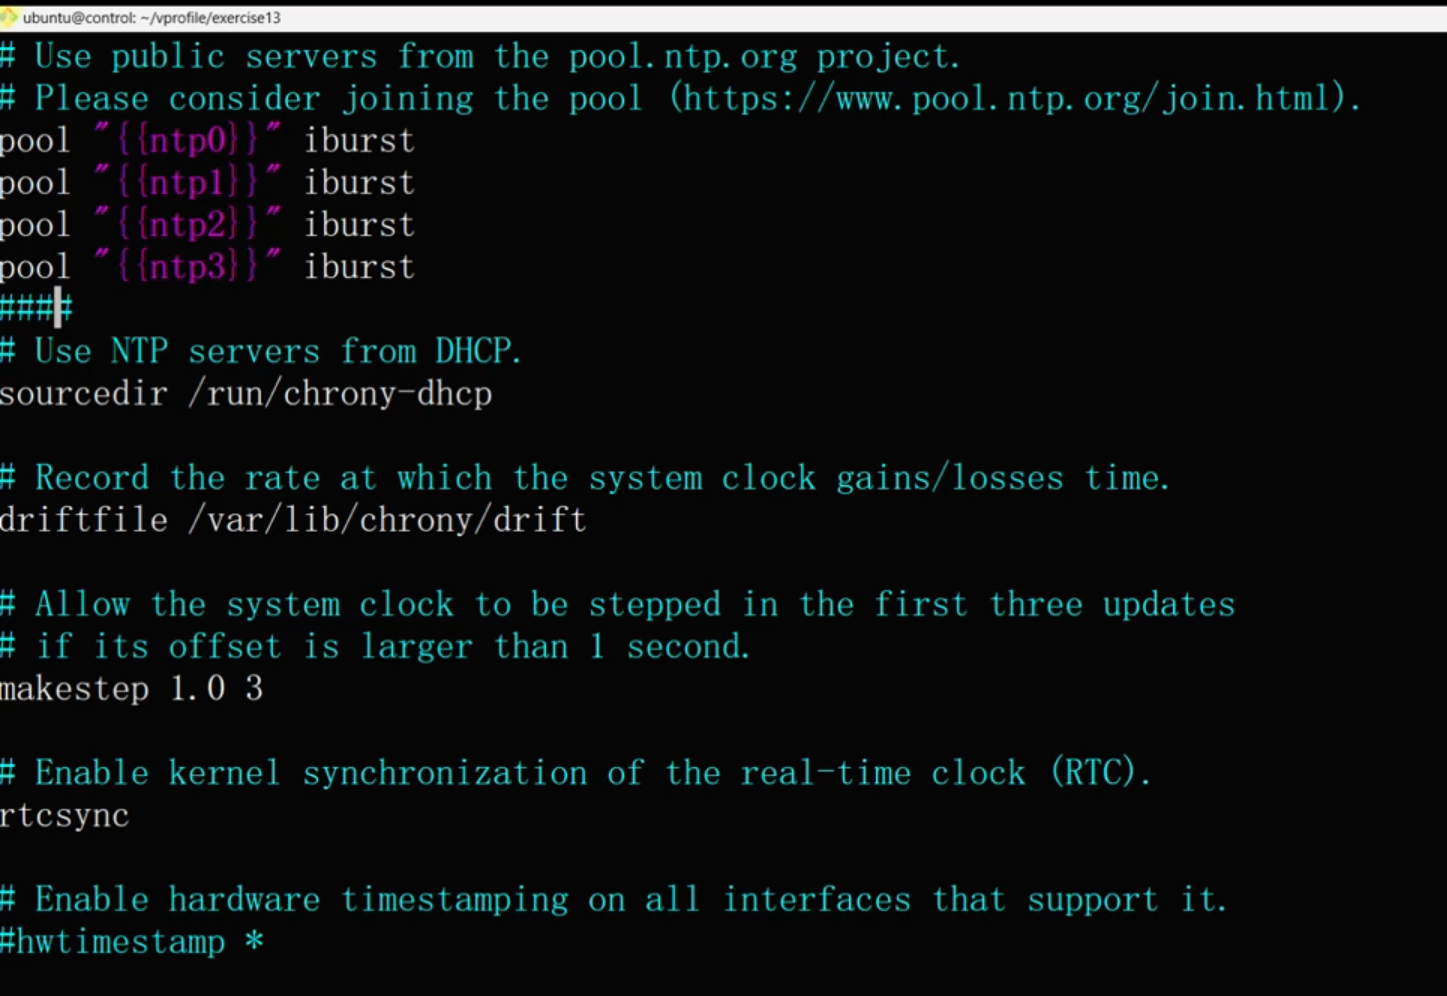 ubuntu@control: ~/vprofile/exercise13
# Use public servers from the pool.ntp.org project.
# Please consider joining the pool (https://www.pool.ntp.org/join.html).
pool "{{ntp0}}" iburst
pool "{{ntp1}}" iburst
pool "{{ntp2}}" iburst
pool "{{ntp3}}" iburst
####
# Use NTP servers from DHCP.
sourcedir /run/chrony-dhcp
# Record the rate at which the system clock gains/losses time.
driftfile /var/lib/chrony/drift
# Allow the system clock to be stepped in the first three updates
# if its offset is larger than 1 second.
makestep 1.0 3
# Enable kernel synchronization of the real-time clock (RTC).
rtcsync
# Enable hardware timestamping on all interfaces that support it.
#hwtimestamp *